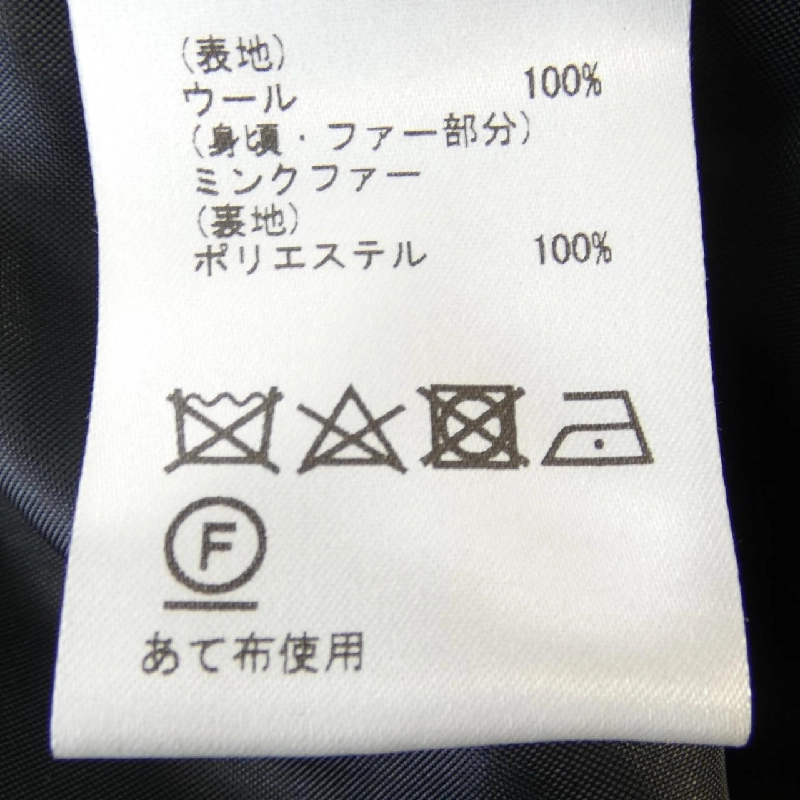 (表地)
ウール 100%
(身頃・ファー部分)
ミンクファー
(裏地)
ポリエステル 100%
F
あて布使用